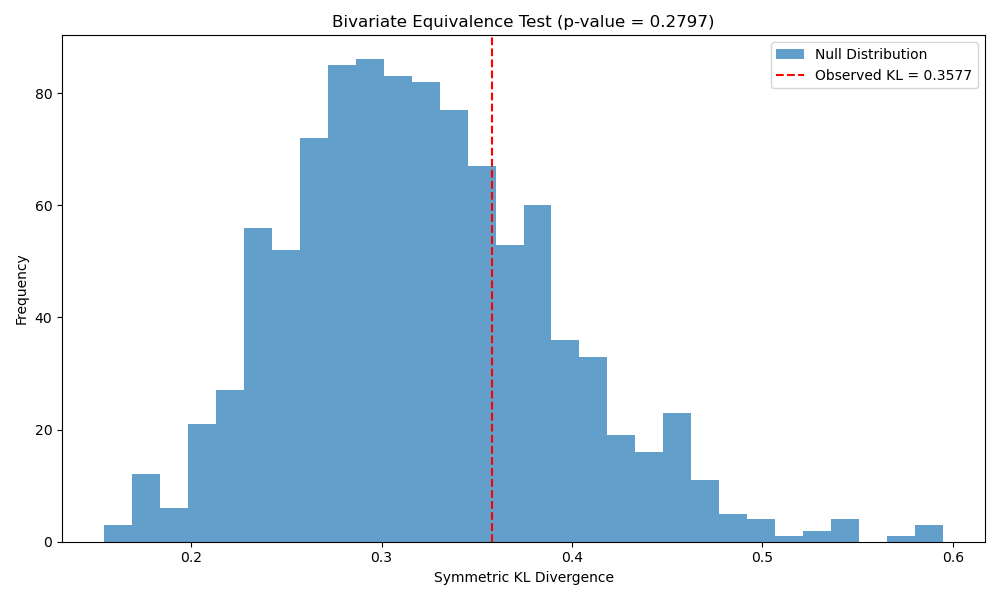 Bivariate Equivalence Test (p-value = 0.2797)
Null Distribution
Observed KL = 0.3577
Frequency
80
60
40
20
0
0.2
0.3
0.4
0.5
0.6
Symmetric KL Divergence